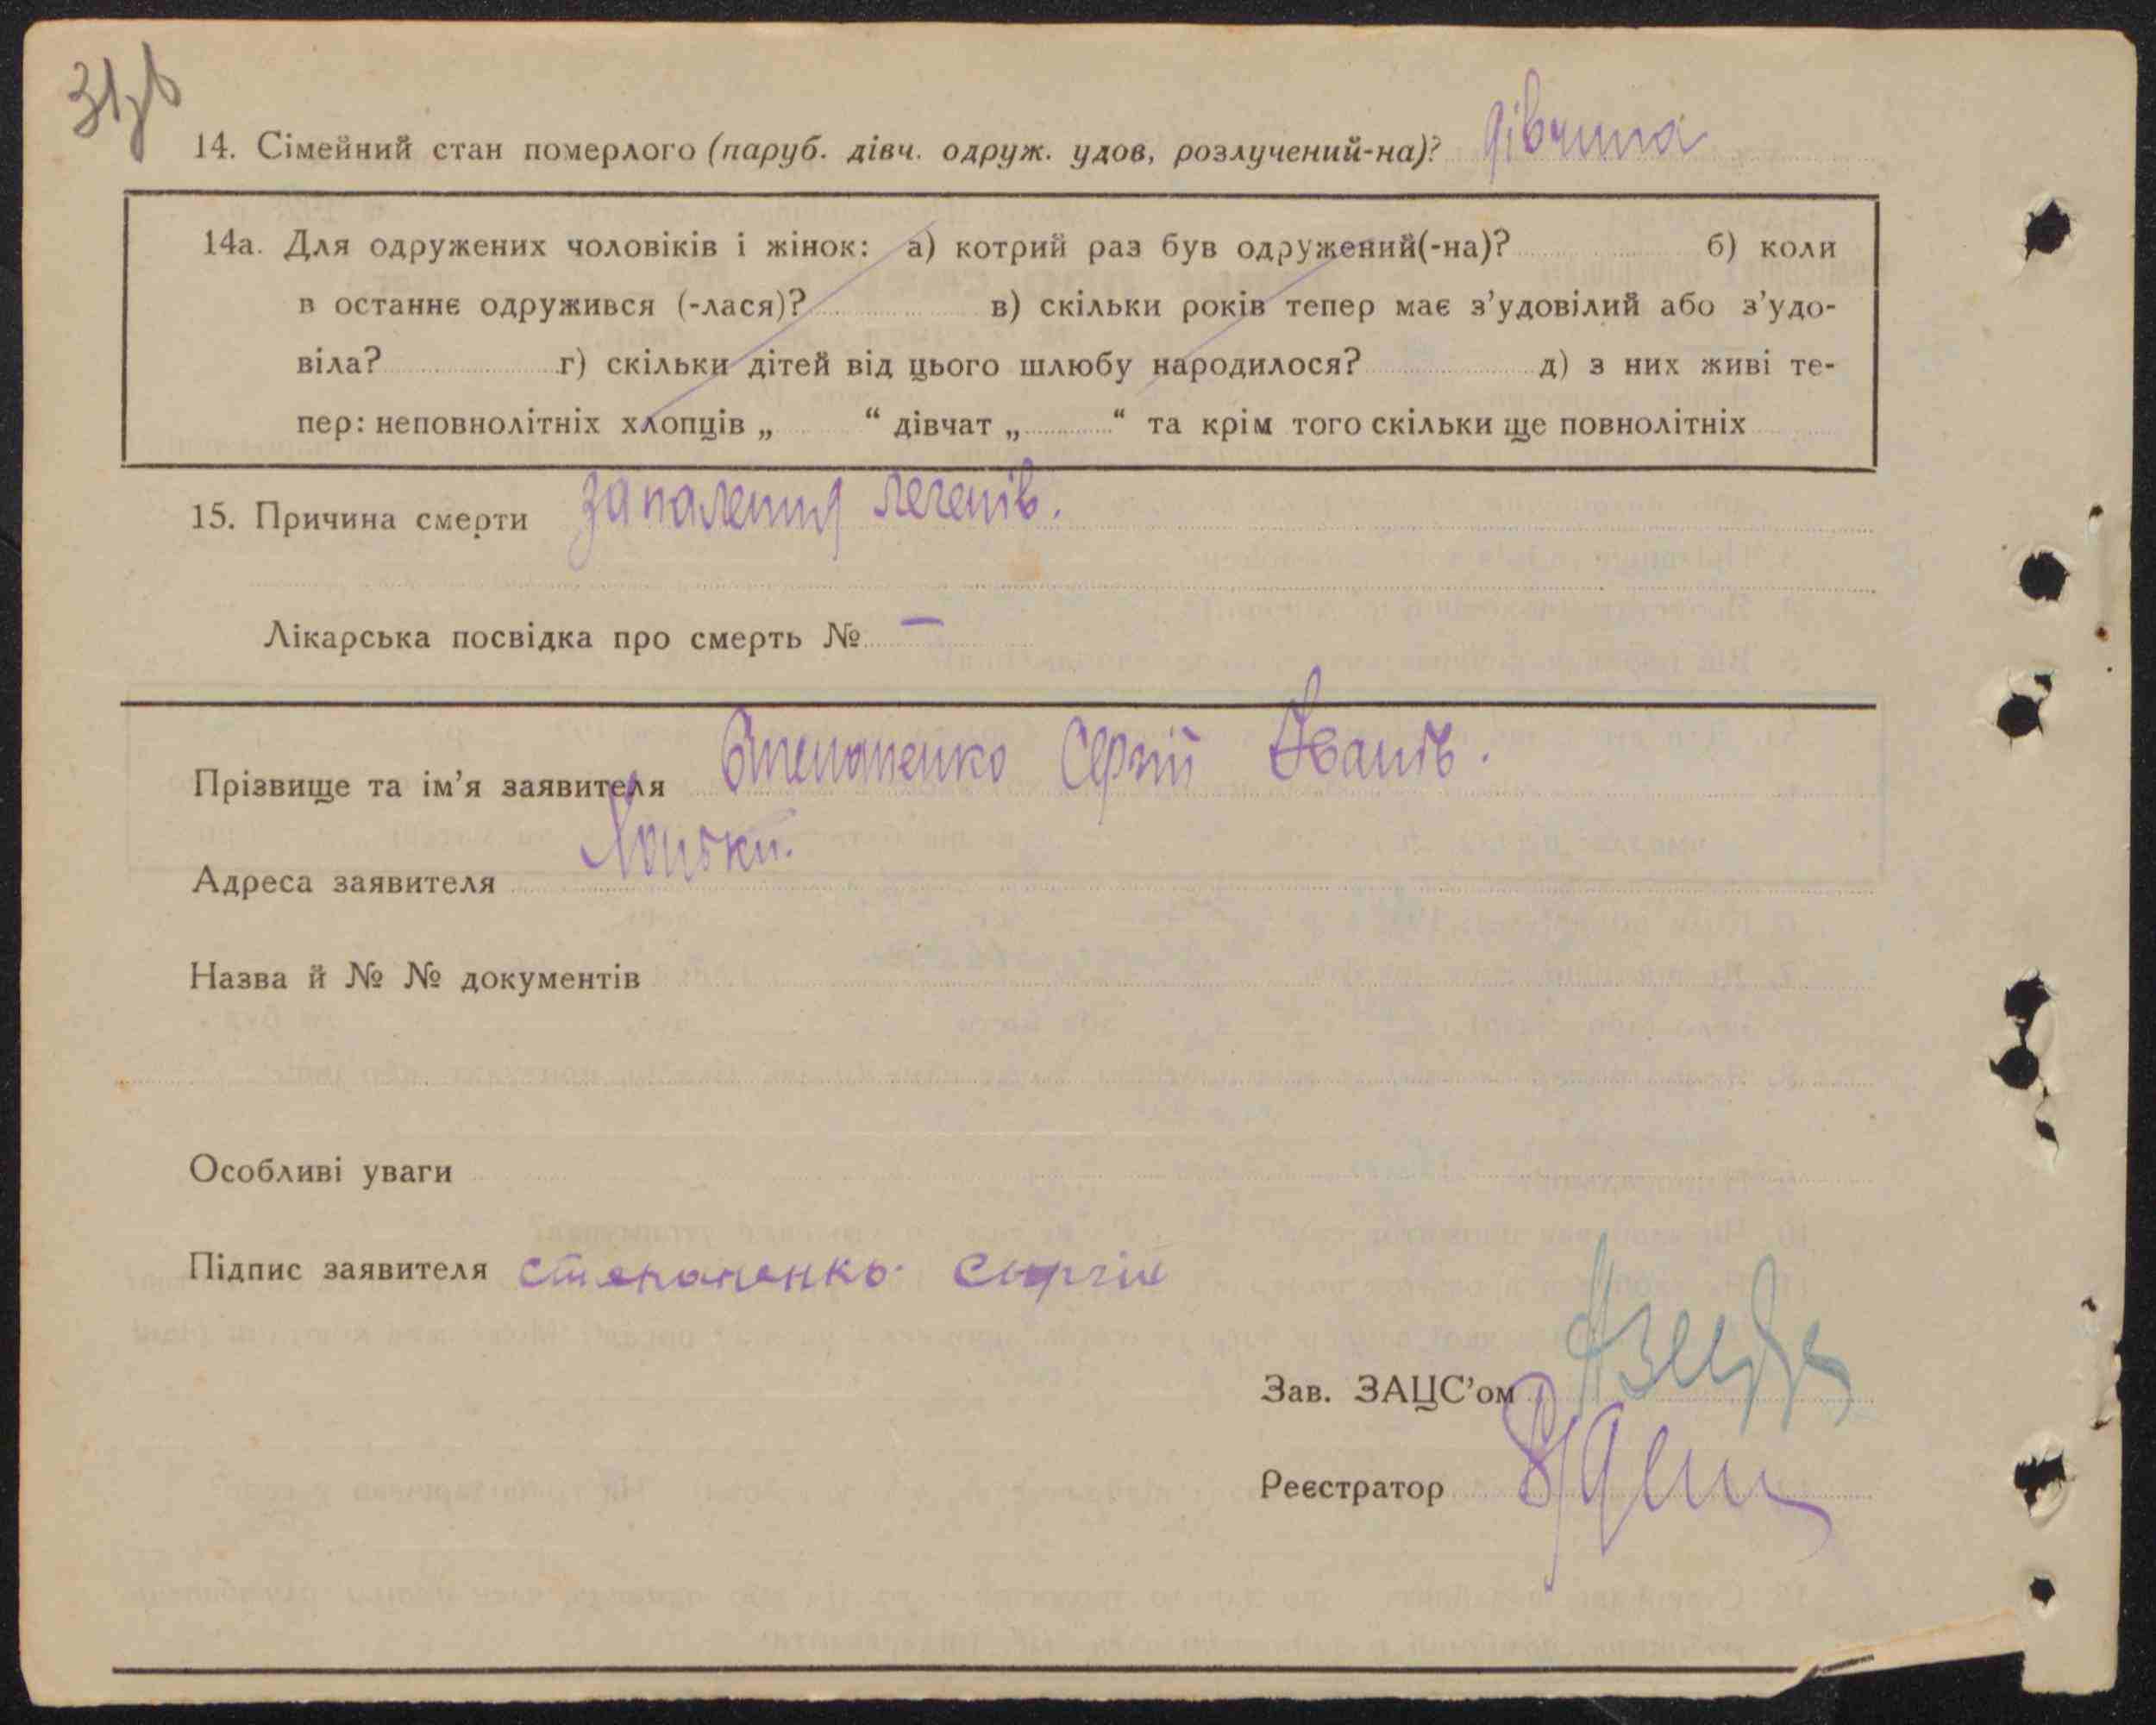 14. Сімейний стан померлого (паруб. дівч. одруж. удов, розлучений-на)? дівчина
14а. Для одружених чоловіків і жінок: а) котрий раз був одружений(-на)? б) коли
в останнє одружився (-лася)? в) скільки років тепер має з’удовілий або з’удо-
віла? г) скільки дітей від цього шлюбу народилося? д) з них живі те-
пер: неповнолітніх хлопців „ “ дівчат „ “ та крім того скільки ще повнолітніх
15. Причина смерти запалення легенів.
Лікарська посвідка про смерть № —
Прізвище та ім’я заявителя Степаненко Сергій Іванів.
Адреса заявителя
Назва й № № документів
Особливі уваги
Підпис заявителя степаненко сиргій
Зав. ЗАЦС’ом
Реєстратор